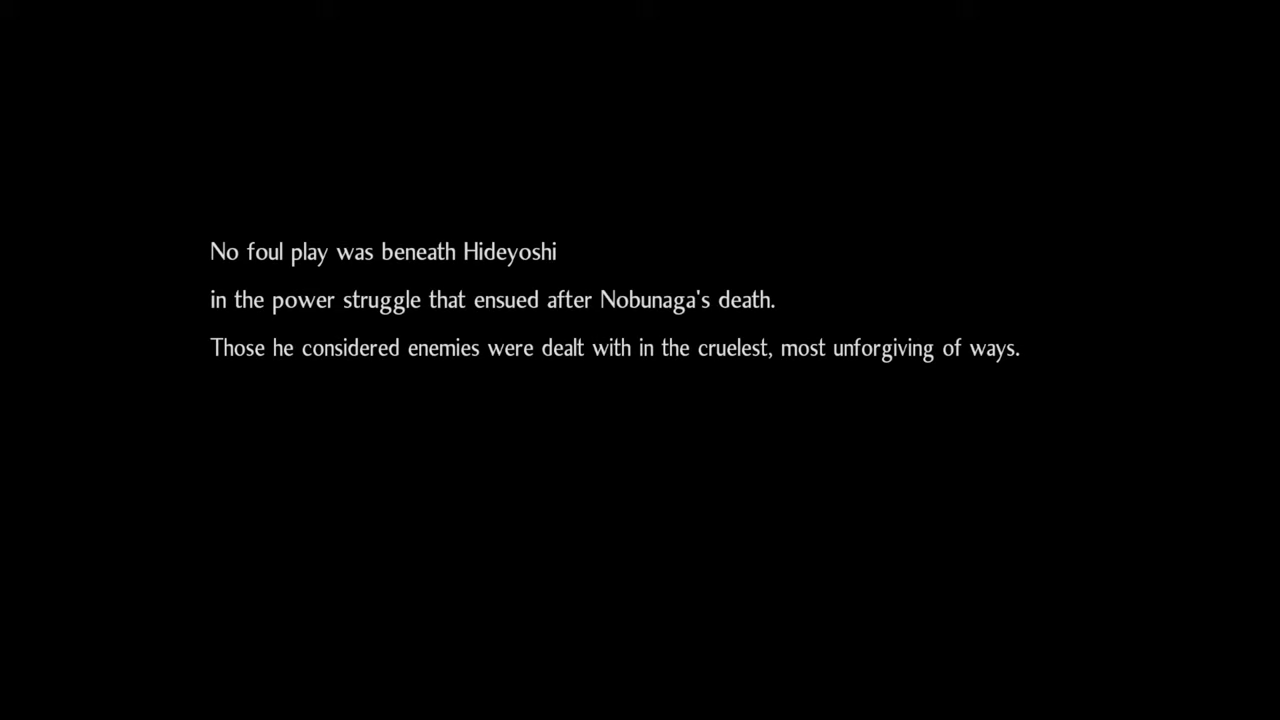 No foul play was beneath Hideyoshi
in the power struggle that ensued after Nobunaga's death.
Those he considered enemies were dealt with in the cruelest, most unforgiving of ways.